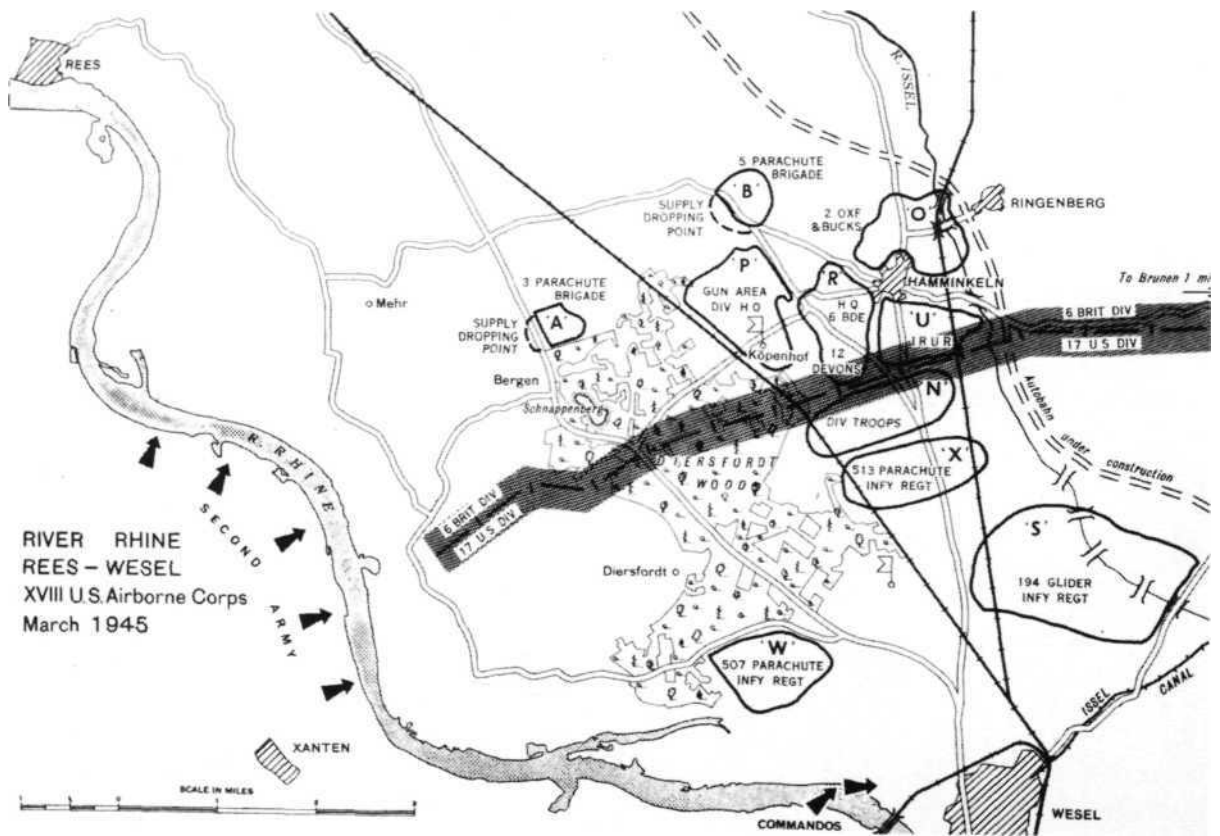 REES
R. ISSEL
5 PARACHUTE
BRIGADE
'B'
SUPPLY
DROPPING
POINT
2. OXF
& BUCKS
'O'
RINGENBERG
'P'
GUN AREA
DIV H Q
'R'
H Q
6 BDE
HAMMINKELN
To Brunen 1 mi
Mehr
3 PARACHUTE
BRIGADE
'A'
SUPPLY
DROPPING
POINT
'U'
I.R.U.R.
6 BRIT DIV
17 US DIV
Köpenhof
12
DEVONS
Bergen
Schnappenberg
'N'
DIV TROOPS
Autobahn
under construction
R. RHINE
DIERSFORDT
WOOD
'X'
513 PARACHUTE
INFY REGT
6 BRIT DIV
17 U.S. DIV
SECOND
ARMY
'S'
194 GLIDER
INFY REGT
RIVER RHINE
REES – WESEL
XVIII U.S. Airborne Corps
March 1945
Diersfordt
'W'
507 PARACHUTE
INFY REGT
ISSEL
CANAL
XANTEN
SCALE IN MILES
COMMANDOS
WESEL